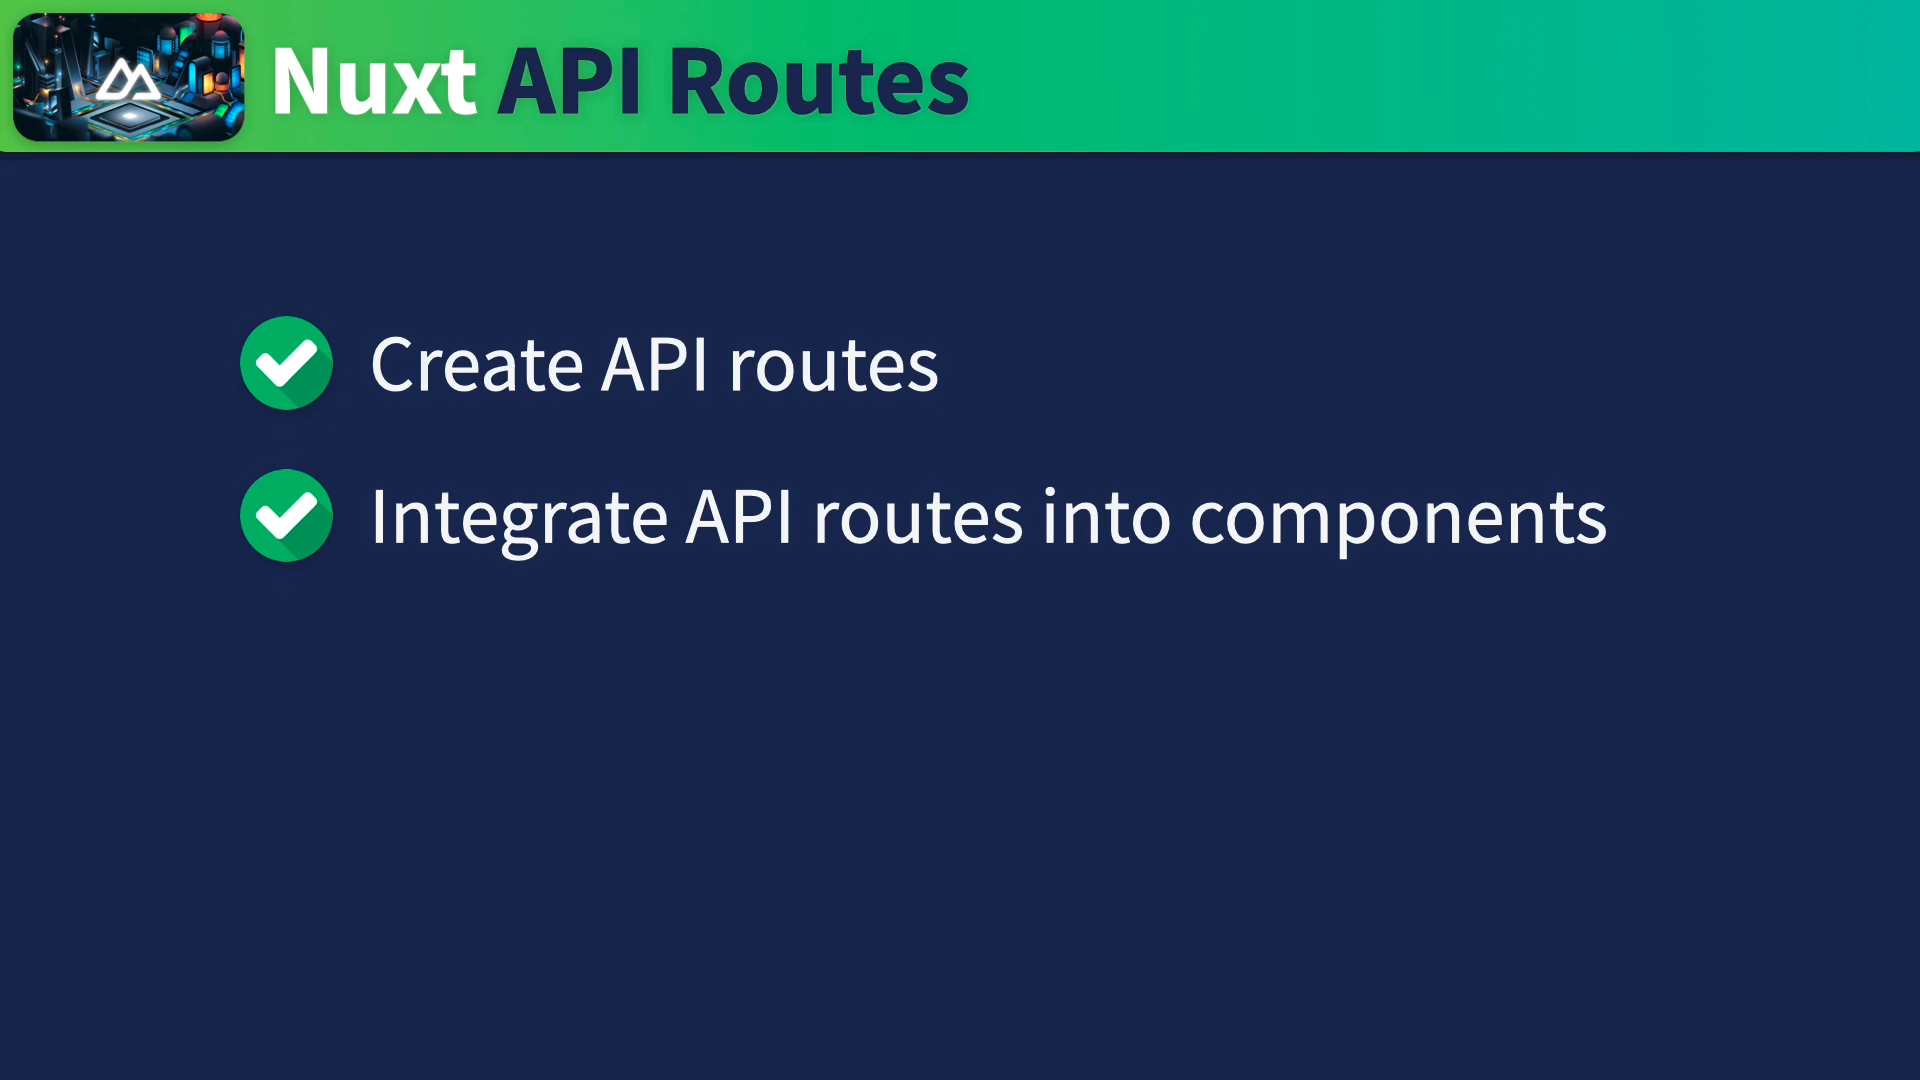 Nuxt API Routes
Create API routes
Integrate API routes into components